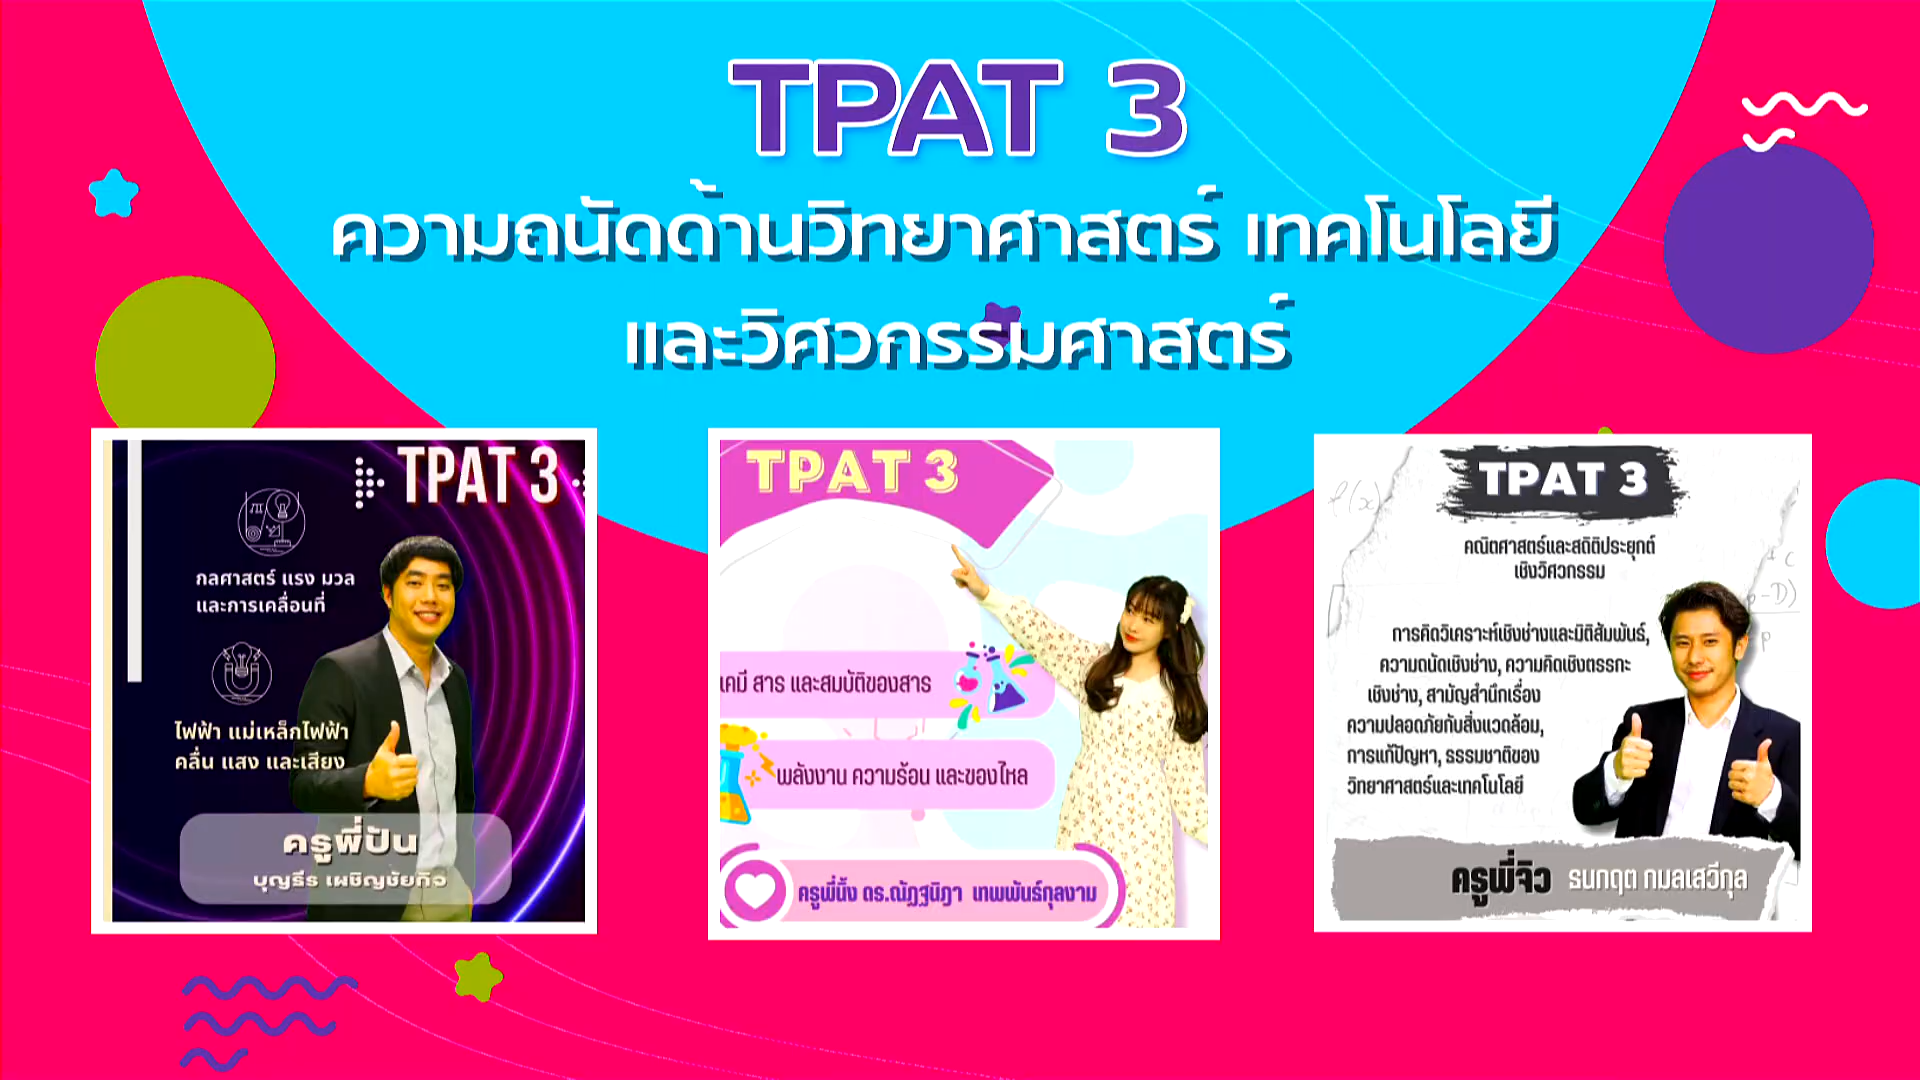 TPAT 3
ความถนัดด้านวิทยาศาสตร์ เทคโนโลยี
และวิศวกรรมศาสตร์
TPAT 3
กลศาสตร์ แรง มวล
และการเคลื่อนที่
ไฟฟ้า แม่เหล็กไฟฟ้า
คลื่น แสง และเสียง
ครูพี่ปัน
บุญธีร เผชิญชัยกิจ
TPAT 3
เคมี สาร และสมบัติของสาร
พลังงาน ความร้อน และของไหล
ครูพี่นิ้ง ดร.ณัฏฐนิฎา เทพพันธ์กุลงาม
TPAT 3
คณิตศาสตร์และสถิติประยุกต์
เชิงวิศวกรรม
การคิดวิเคราะห์เชิงช่างและมิติสัมพันธ์,
ความถนัดเชิงช่าง, ความคิดเชิงตรรกะ
เชิงช่าง, สามัญสำนึกเรื่อง
ความปลอดภัยกับสิ่งแวดล้อม,
การแก้ปัญหา, ธรรมชาติของ
วิทยาศาสตร์และเทคโนโลยี
ครูพี่จิว ธนกฤต กมลเสวีกุล